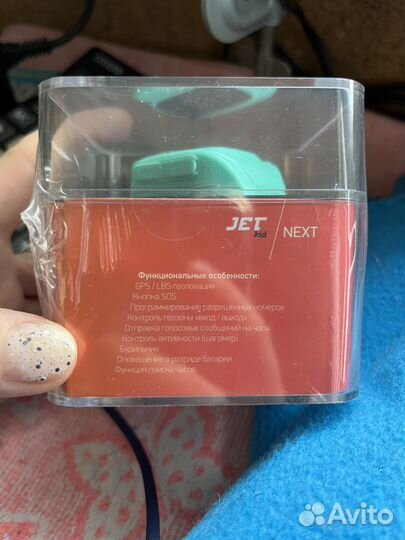 JET kid / NEXT
Функциональные особенности:
GPS / LBS геолокация
Кнопка SOS
Программирование разрешенных номеров
Контроль геозоны «вход / выход»
Отправка голосовых сообщений на часы
Контроль активности (шагомер)
Будильник
Оповещение о разряде батареи
Функция поиска часов
Avito